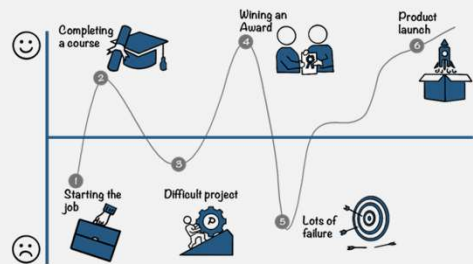 Completing
a course
2
Wining an
Award
4
Product
launch
6
1
Starting the
job
3
Difficult project
5
Lots of
failure